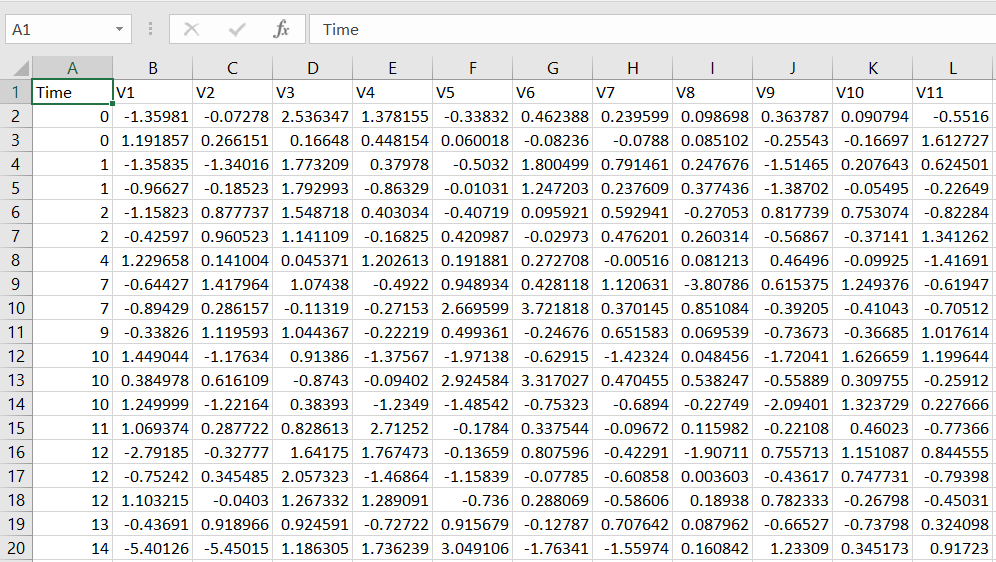 A1 fx Time
A B C D E F G H I J K L
1 Time V1 V2 V3 V4 V5 V6 V7 V8 V9 V10 V11
2 0 -1.35981 -0.07278 2.536347 1.378155 -0.33832 0.462388 0.239599 0.098698 0.363787 0.090794 -0.5516
3 0 1.191857 0.266151 0.16648 0.448154 0.060018 -0.08236 -0.0788 0.085102 -0.25543 -0.16697 1.612727
4 1 -1.35835 -1.34016 1.773209 0.37978 -0.5032 1.800499 0.791461 0.247676 -1.51465 0.207643 0.624501
5 1 -0.96627 -0.18523 1.792993 -0.86329 -0.01031 1.247203 0.237609 0.377436 -1.38702 -0.05495 -0.22649
6 2 -1.15823 0.877737 1.548718 0.403034 -0.40719 0.095921 0.592941 -0.27053 0.817739 0.753074 -0.82284
7 2 -0.42597 0.960523 1.141109 -0.16825 0.420987 -0.02973 0.476201 0.260314 -0.56867 -0.37141 1.341262
8 4 1.229658 0.141004 0.045371 1.202613 0.191881 0.272708 -0.00516 0.081213 0.46496 -0.09925 -1.41691
9 7 -0.64427 1.417964 1.07438 -0.4922 0.948934 0.428118 1.120631 -3.80786 0.615375 1.249376 -0.61947
10 7 -0.89429 0.286157 -0.11319 -0.27153 2.669599 3.721818 0.370145 0.851084 -0.39205 -0.41043 -0.70512
11 9 -0.33826 1.119593 1.044367 -0.22219 0.499361 -0.24676 0.651583 0.069539 -0.73673 -0.36685 1.017614
12 10 1.449044 -1.17634 0.91386 -1.37567 -1.97138 -0.62915 -1.42324 0.048456 -1.72041 1.626659 1.199644
13 10 0.384978 0.616109 -0.8743 -0.09402 2.924584 3.317027 0.470455 0.538247 -0.55889 0.309755 -0.25912
14 10 1.249999 -1.22164 0.38393 -1.2349 -1.48542 -0.75323 -0.6894 -0.22749 -2.09401 1.323729 0.227666
15 11 1.069374 0.287722 0.828613 2.71252 -0.1784 0.337544 -0.09672 0.115982 -0.22108 0.46023 -0.77366
16 12 -2.79185 -0.32777 1.64175 1.767473 -0.13659 0.807596 -0.42291 -1.90711 0.755713 1.151087 0.844555
17 12 -0.75242 0.345485 2.057323 -1.46864 -1.15839 -0.07785 -0.60858 0.003603 -0.43617 0.747731 -0.79398
18 12 1.103215 -0.0403 1.267332 1.289091 -0.736 0.288069 -0.58606 0.18938 0.782333 -0.26798 -0.45031
19 13 -0.43691 0.918966 0.924591 -0.72722 0.915679 -0.12787 0.707642 0.087962 -0.66527 -0.73798 0.324098
20 14 -5.40126 -5.45015 1.186305 1.736239 3.049106 -1.76341 -1.55974 0.160842 1.23309 0.345173 0.91723